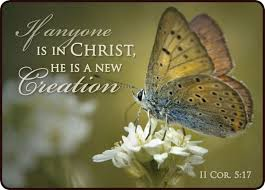 If anyone
IS IN CHRIST,
HE IS A NEW
Creation
II COR. 5:17